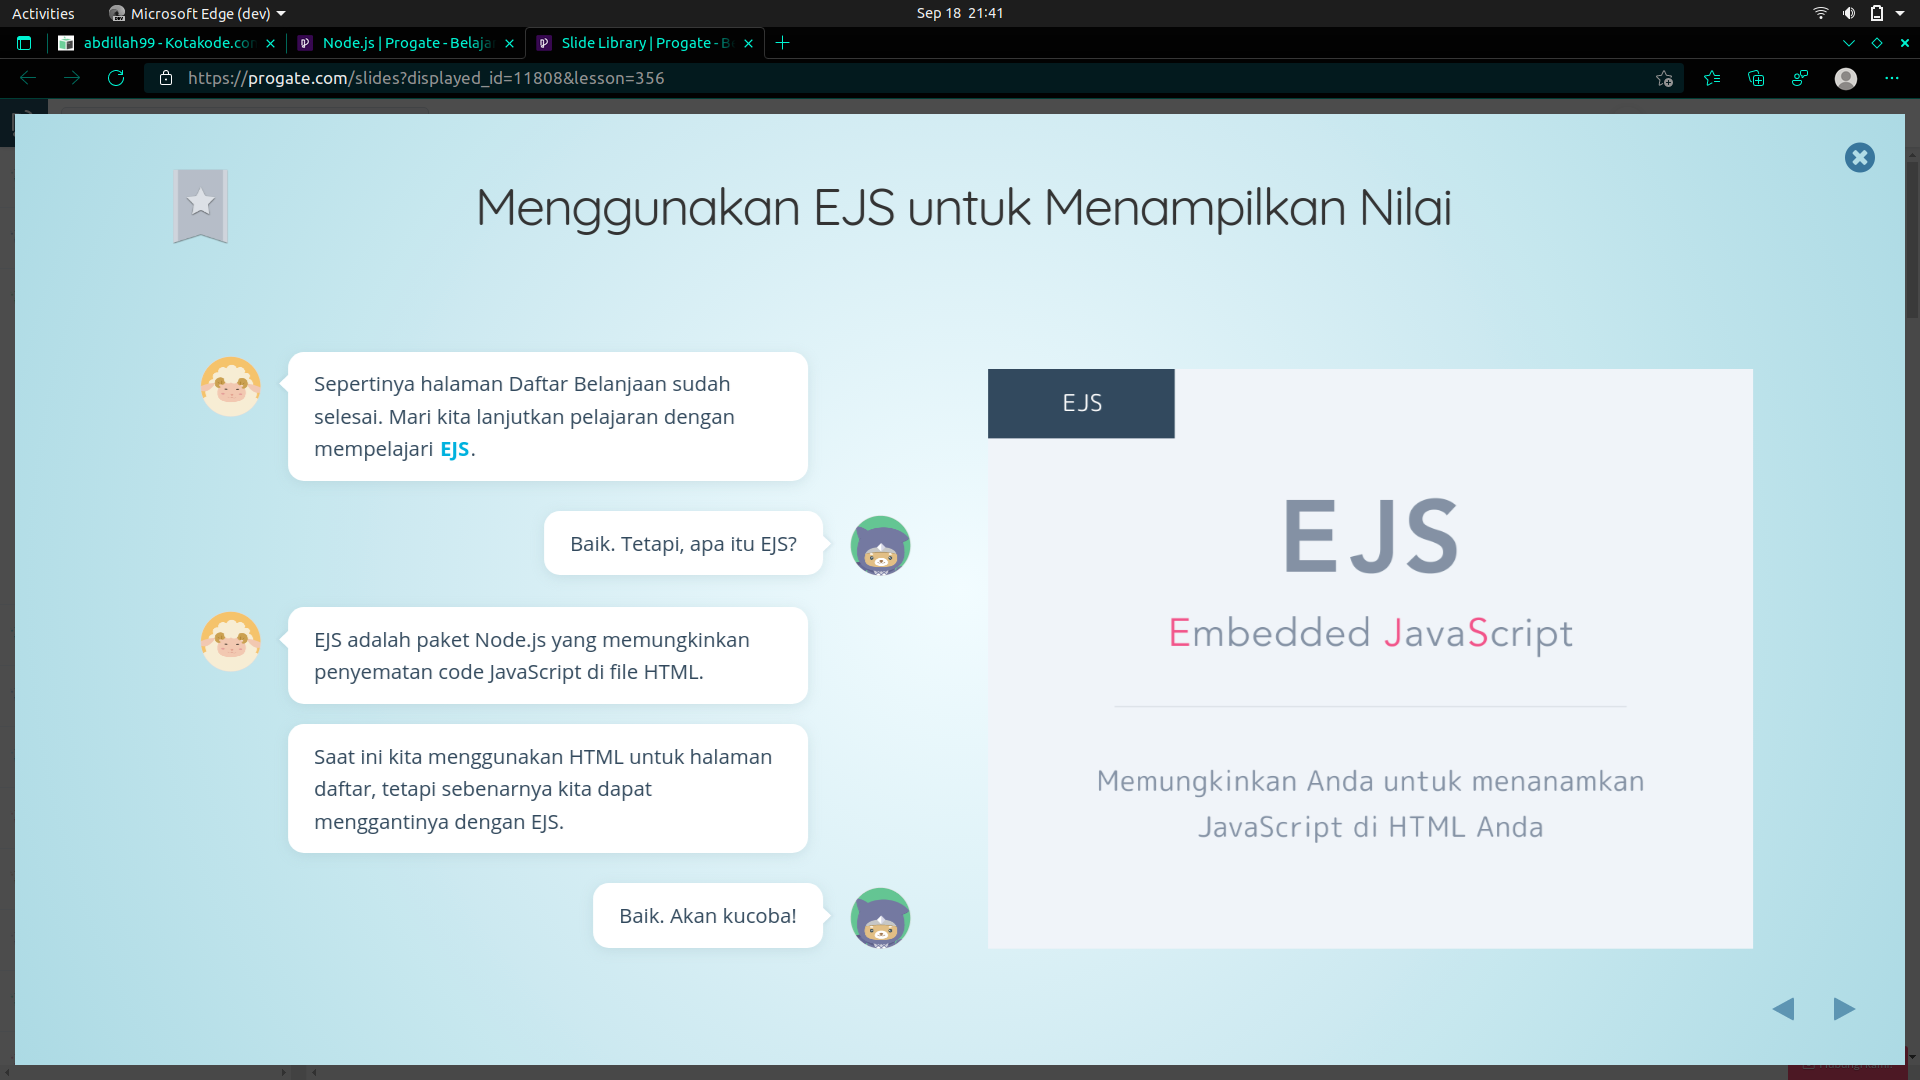 Activities
Microsoft Edge (dev)
Sep 18 21:41
abdillah99 - Kotakode.com
Node.js | Progate - Belaja
Slide Library | Progate - B
https://progate.com/slides?displayed_id=11808&lesson=356
Menggunakan EJS untuk Menampilkan Nilai
Sepertinya halaman Daftar Belanjaan sudah
selesai. Mari kita lanjutkan pelajaran dengan
mempelajari EJS.
Baik. Tetapi, apa itu EJS?
EJS adalah paket Node.js yang memungkinkan
penyematan code JavaScript di file HTML.
Saat ini kita menggunakan HTML untuk halaman
daftar, tetapi sebenarnya kita dapat
menggantinya dengan EJS.
Baik. Akan kucoba!
EJS
EJS
Embedded JavaScript
Memungkinkan Anda untuk menanamkan
JavaScript di HTML Anda